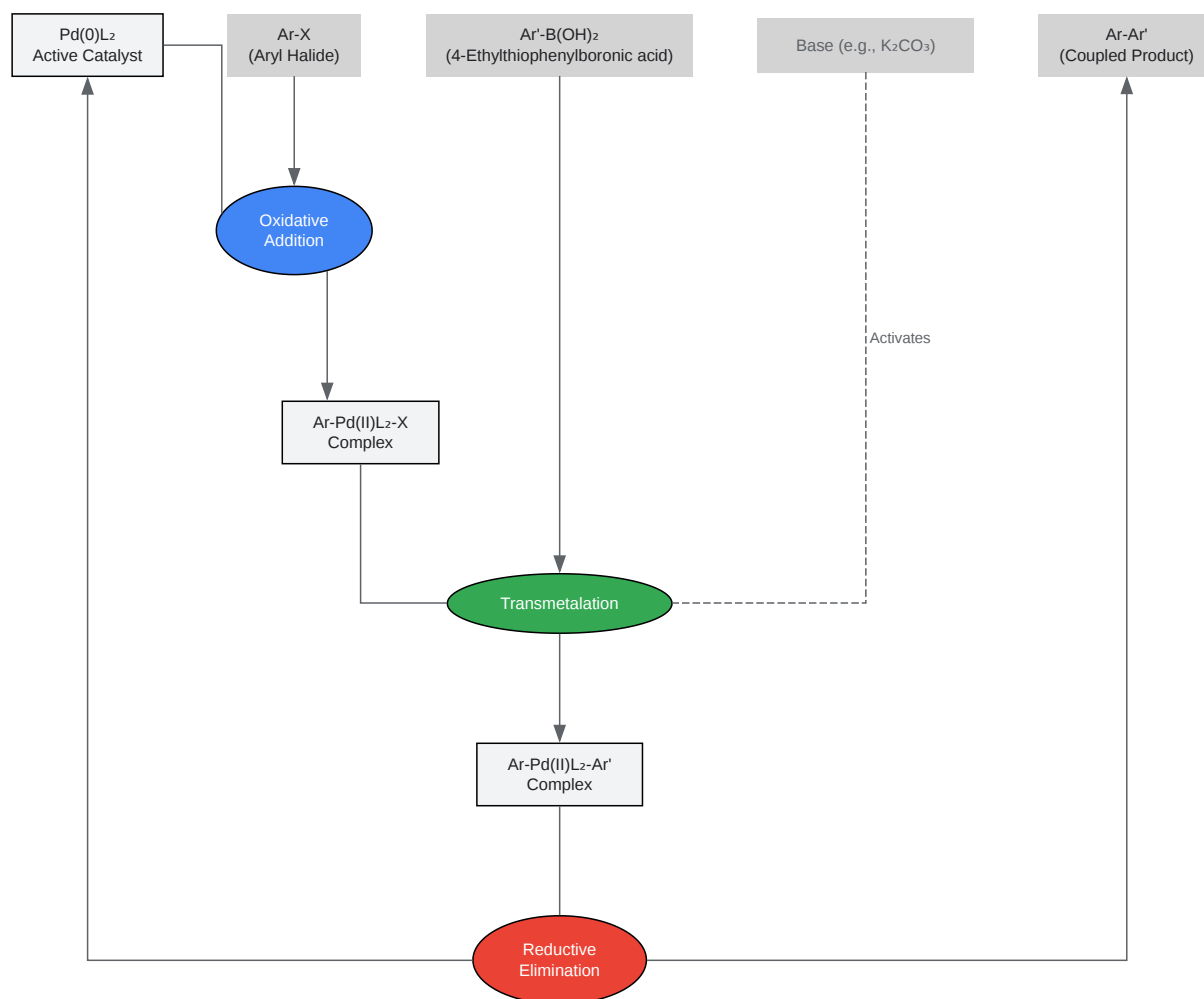 Pd(0)L₂
Active Catalyst
Ar-X
(Aryl Halide)
Ar'-B(OH)₂
(4-Ethylthiophenylboronic acid)
Base (e.g., K₂CO₃)
Ar-Ar'
(Coupled Product)
Oxidative
Addition
Activates
Ar-Pd(II)L₂-X
Complex
Transmetalation
Ar-Pd(II)L₂-Ar'
Complex
Reductive
Elimination